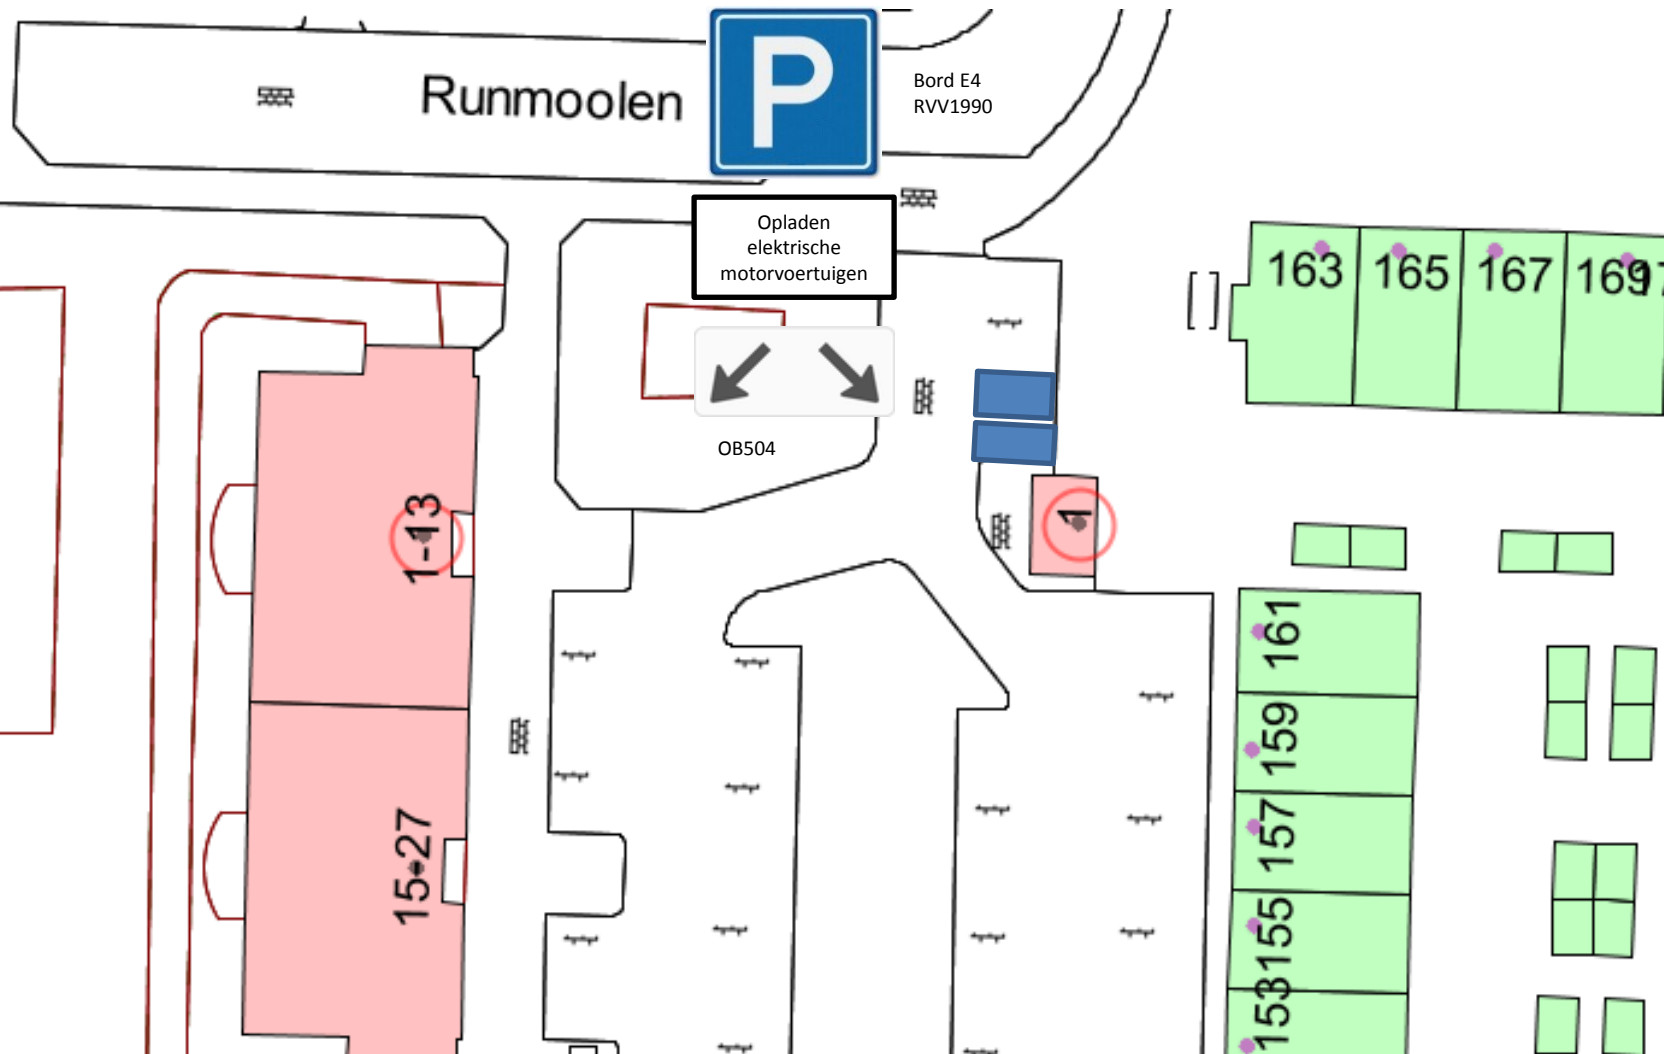 Runmoolen
P
Bord E4
RVV1990
Opladen
elektrische
motorvoertuigen
OB504
163
165
167
169
1-13
1
161
159
157
15-27
155
153